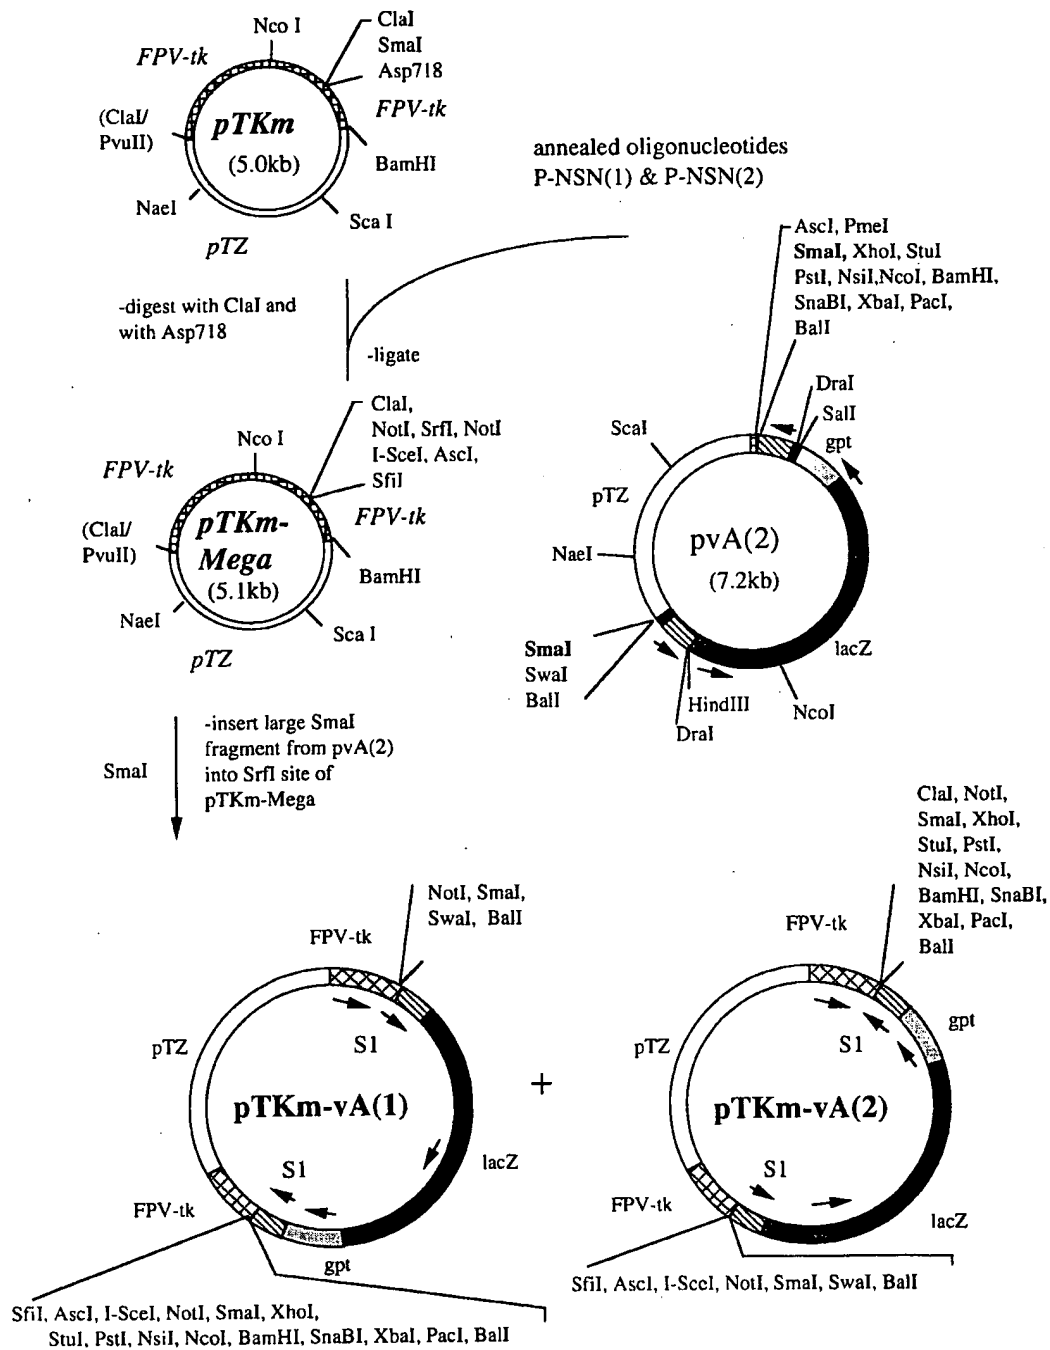 Nco I
ClaI
SmaI
Asp718
FPV-tk
FPV-tk
(ClaI/
PvuII)
pTKm
(5.0kb)
BamHI
NaeI
Sca I
pTZ
annealed oligonucleotides
P-NSN(1) & P-NSN(2)
-digest with ClaI and
with Asp718
-ligate
AscI, PmeI
SmaI, XhoI, StuI
PstI, NsiI,NcoI, BamHI,
SnaBI, XbaI, PacI,
BalI
DraI
SalI
gpt
ScaI
pTZ
NaeI
pvA(2)
(7.2kb)
lacZ
SmaI
SwaI
BalI
HindIII
DraI
NcoI
ClaI,
NotI, SrfI, NotI
I-SceI, AscI,
SfiI
Nco I
FPV-tk
FPV-tk
(ClaI/
PvuII)
pTKm-
Mega
(5.1kb)
BamHI
NaeI
Sca I
pTZ
SmaI
-insert large SmaI
fragment from pvA(2)
into SrfI site of
pTKm-Mega
NotI, SmaI,
SwaI, BalI
FPV-tk
S1
pTZ
pTKm-vA(1)
S1
lacZ
FPV-tk
gpt
SfiI, AscI, I-SceI, NotI, SmaI, XhoI,
StuI, PstI, NsiI, NcoI, BamHI, SnaBI, XbaI, PacI, BalI
+
ClaI, NotI,
SmaI, XhoI,
StuI, PstI,
NsiI, NcoI,
BamHI, SnaBI,
XbaI, PacI,
BalI
FPV-tk
gpt
S1
pTZ
pTKm-vA(2)
S1
FPV-tk
lacZ
SfiI, AscI, I-SceI, NotI, SmaI, SwaI, BalI